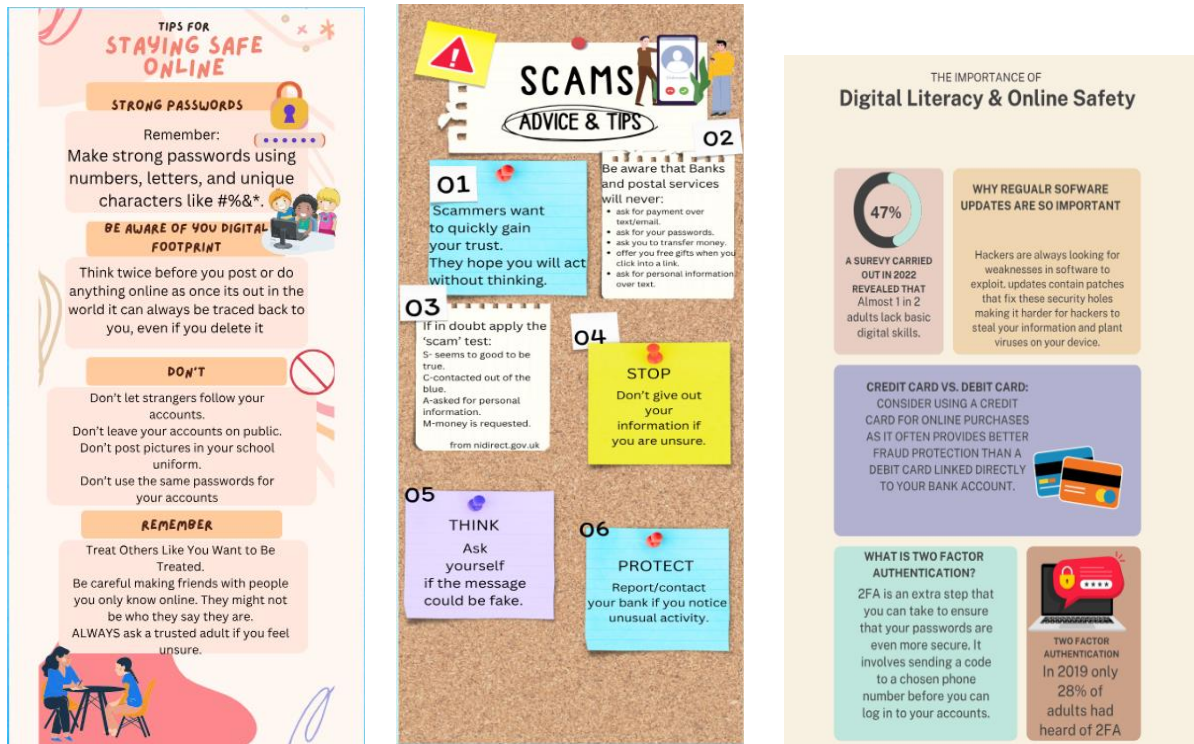 TIPS FOR
STAYING SAFE
ONLINE
STRONG PASSWORDS
Remember:
Make strong passwords using
numbers, letters, and unique
characters like #%&*.
BE AWARE OF YOU DIGITAL
FOOTPRINT
Think twice before you post or do
anything online as once its out in the
world it can always be traced back to
you, even if you delete it
DON'T
Don't let strangers follow your
accounts.
Don't leave your accounts on public.
Don't post pictures in your school
uniform.
Don't use the same passwords for
your accounts
REMEMBER
Treat Others Like You Want to Be
Treated.
Be careful making friends with people
you only know online. They might not
be who they say they are.
ALWAYS ask a trusted adult if you feel
unsure.
SCAMS
ADVICE & TIPS
01
Scammers want
to quickly gain
your trust.
They hope you will act
without thinking.
02
Be aware that Banks
and postal services
will never:
• ask for payment over
text/email.
• ask for your passwords.
• ask you to transfer money.
• offer you free gifts when you
click into a link.
• ask for personal information
over text.
03
If in doubt apply the
'scam' test:
S- seems to good to be
true.
C-contacted out of the
blue.
A-asked for personal
information.
M-money is requested.
from nidirect.gov.uk
04
STOP
Don't give out
your
information if
you are unsure.
05
THINK
Ask
yourself
if the message
could be fake.
06
PROTECT
Report/contact
your bank if you notice
unusual activity.
THE IMPORTANCE OF
Digital Literacy & Online Safety
47%
A SUREVY CARRIED
OUT IN 2022
REVEALED THAT
Almost 1 in 2
adults lack basic
digital skills.
WHY REGUALR SOFWARE
UPDATES ARE SO IMPORTANT
Hackers are always looking for
weaknesses in software to
exploit. updates contain patches
that fix these security holes
making it harder for hackers to
steal your information and plant
viruses on your device.
CREDIT CARD VS. DEBIT CARD:
CONSIDER USING A CREDIT
CARD FOR ONLINE PURCHASES
AS IT OFTEN PROVIDES BETTER
FRAUD PROTECTION THAN A
DEBIT CARD LINKED DIRECTLY
TO YOUR BANK ACCOUNT.
WHAT IS TWO FACTOR
AUTHENTICATION?
2FA is an extra step that
you can take to ensure
that your passwords are
even more secure. It
involves sending a code
to a chosen phone
number before you can
log in to your accounts.
TWO FACTOR
AUTHENTICATION
In 2019 only
28% of
adults had
heard of 2FA